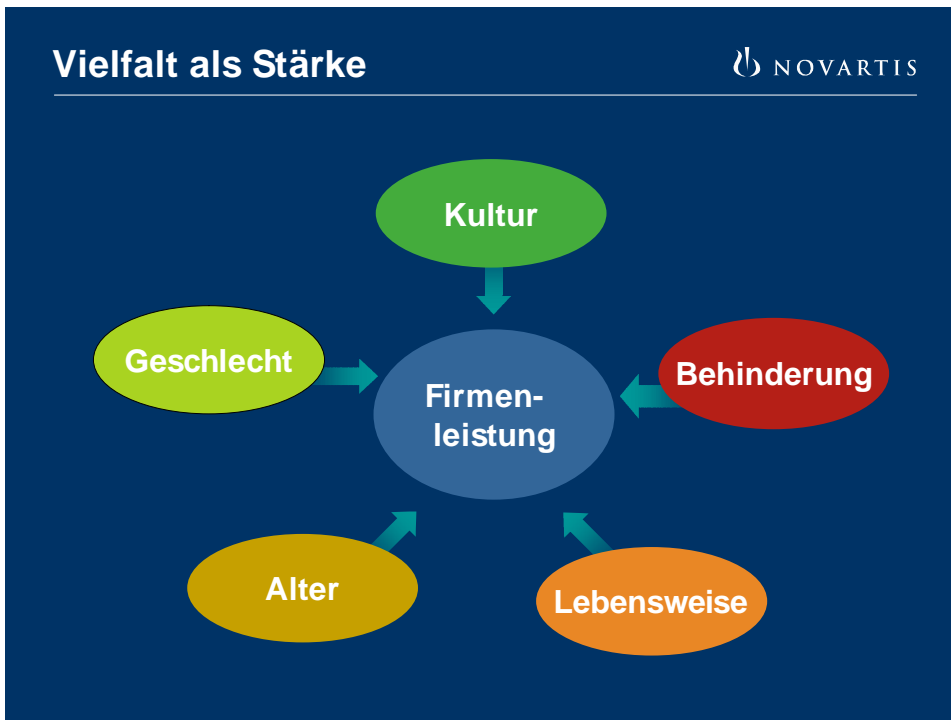 Vielfalt als Stärke
NOVARTIS
Kultur
Geschlecht
Behinderung
Firmen-
leistung
Alter
Lebensweise